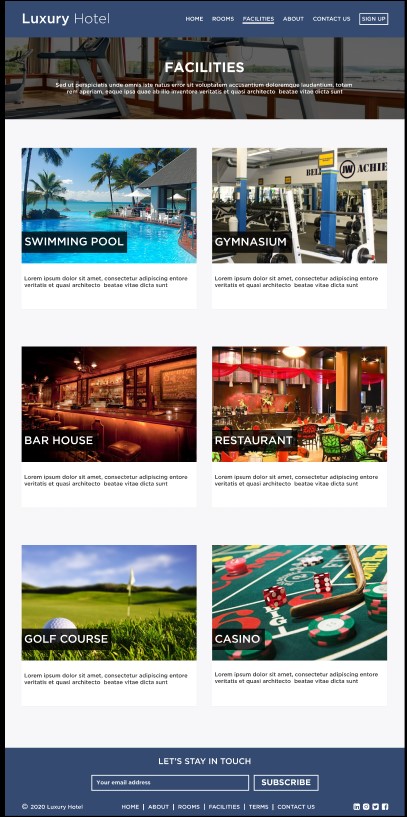 Luxury Hotel
HOME ROOMS FACILITIES ABOUT CONTACT US SIGN UP
FACILITIES
Sed ut perspiciatis unde omnis iste natus error sit voluptatem accusantium doloremque laudantium, totam
rem aperiam, eaque ipsa quae ab illo inventore veritatis et quasi architecto beatae vitae dicta sunt
SWIMMING POOL
Lorem ipsum dolor sit amet, consectetur adipiscing entore
veritatis et quasi architecto beatae vitae dicta sunt
JW ACHIE
GYMNASIUM
Lorem ipsum dolor sit amet, consectetur adipiscing entore
veritatis et quasi architecto beatae vitae dicta sunt
BAR HOUSE
Lorem ipsum dolor sit amet, consectetur adipiscing entore
veritatis et quasi architecto beatae vitae dicta sunt
RESTAURANT
Lorem ipsum dolor sit amet, consectetur adipiscing entore
veritatis et quasi architecto beatae vitae dicta sunt
GOLF COURSE
Lorem ipsum dolor sit amet, consectetur adipiscing entore
veritatis et quasi architecto beatae vitae dicta sunt
CASINO
Lorem ipsum dolor sit amet, consectetur adipiscing entore
veritatis et quasi architecto beatae vitae dicta sunt
LET'S STAY IN TOUCH
Your email address SUBSCRIBE
© 2020 Luxury Hotel HOME | ABOUT | ROOMS | FACILITIES | TERMS | CONTACT US